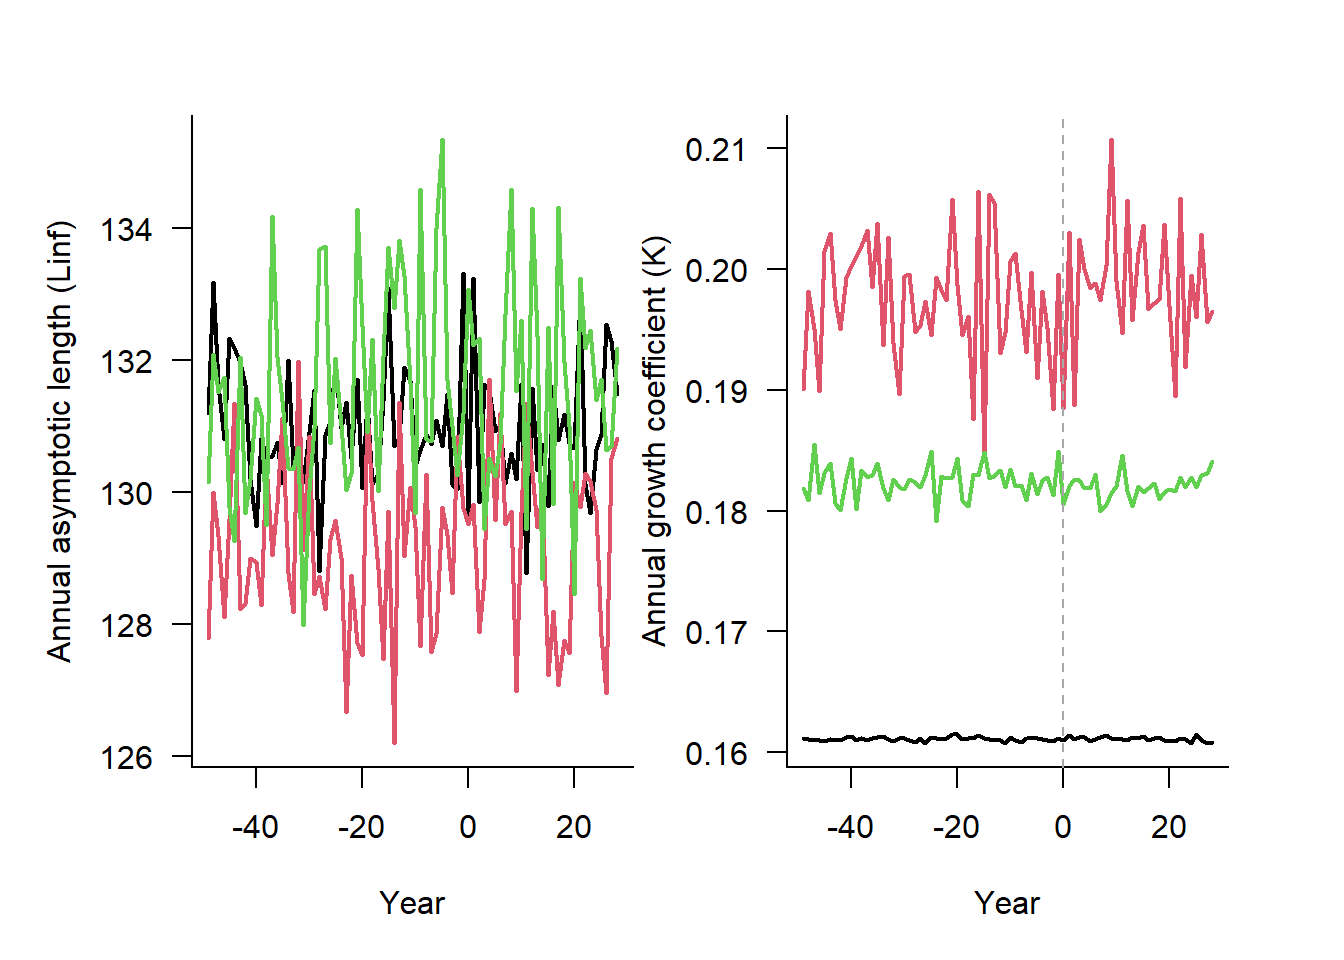 Annual asymptotic length (Linf)
134
132
130
128
126
-40 -20 0 20
Year
Annual growth coefficient (K)
0.21
0.20
0.19
0.18
0.17
0.16
-40 -20 0 20
Year